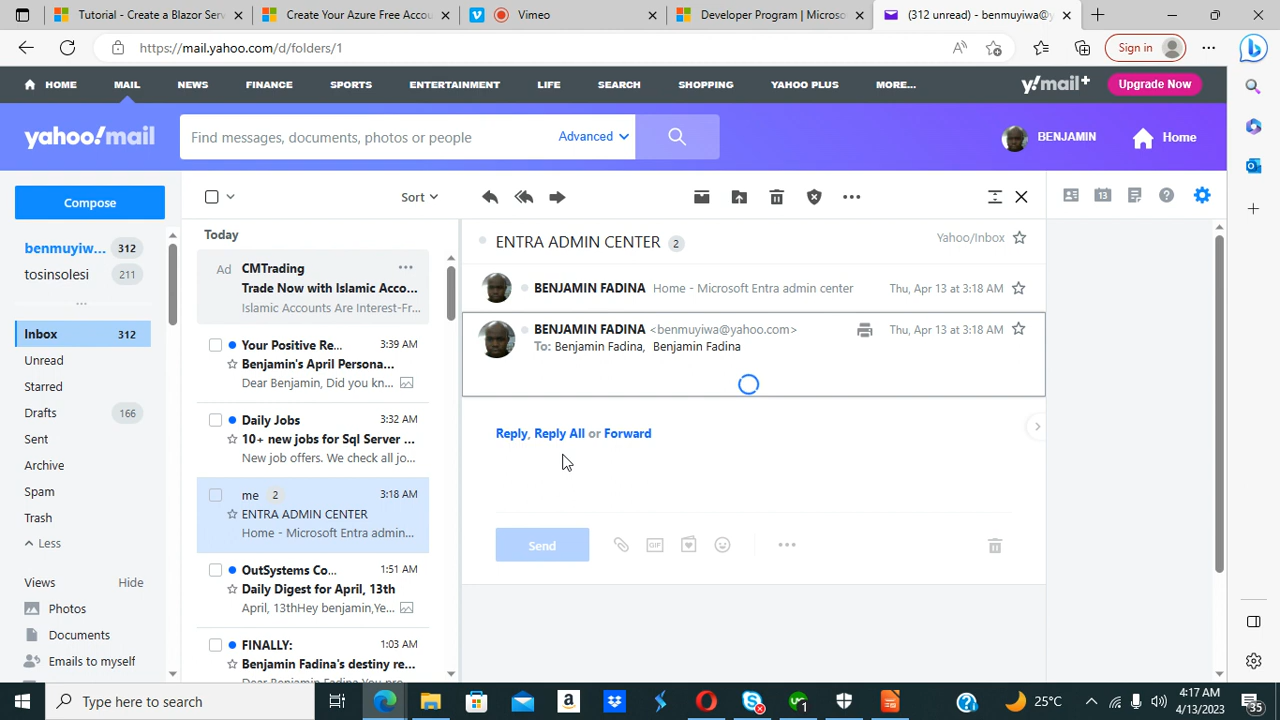 Tutorial - Create a Blazor Serv
Create Your Azure Free Accou
Vimeo
Developer Program | Microso
(312 unread) - benmuyiwa@y
https://mail.yahoo.com/d/folders/1
Sign in
HOME MAIL NEWS FINANCE SPORTS ENTERTAINMENT LIFE SEARCH SHOPPING YAHOO PLUS MORE... y!mail+ Upgrade Now
yahoo!mail
Find messages, documents, photos or people
Advanced
BENJAMIN
Home
Compose
benmuyiw... 312
tosinsolesi 211
...
Inbox 312
Unread
Starred
Drafts 166
Sent
Archive
Spam
Trash
Less
Views Hide
Photos
Documents
Emails to myself
Sort
Today
Ad CMTrading
Trade Now with Islamic Acco...
Islamic Accounts Are Interest-Fr...
Your Positive Re... 3:39 AM
Benjamin's April Persona...
Dear Benjamin, Did you kn...
Daily Jobs 3:32 AM
10+ new jobs for Sql Server ...
New job offers. We check all jo...
me 2 3:18 AM
ENTRA ADMIN CENTER
Home - Microsoft Entra admin...
OutSystems Co... 1:51 AM
Daily Digest for April, 13th
April, 13thHey benjamin,Ye...
FINALLY: 1:03 AM
Benjamin Fadina's destiny re...
ENTRA ADMIN CENTER 2
Yahoo/Inbox
BENJAMIN FADINA Home - Microsoft Entra admin center Thu, Apr 13 at 3:18 AM
BENJAMIN FADINA <benmuyiwa@yahoo.com> Thu, Apr 13 at 3:18 AM
To: Benjamin Fadina, Benjamin Fadina
Reply, Reply All or Forward
Send
GIF
13
Type here to search
1
25°C
4:17 AM
4/13/2023
35